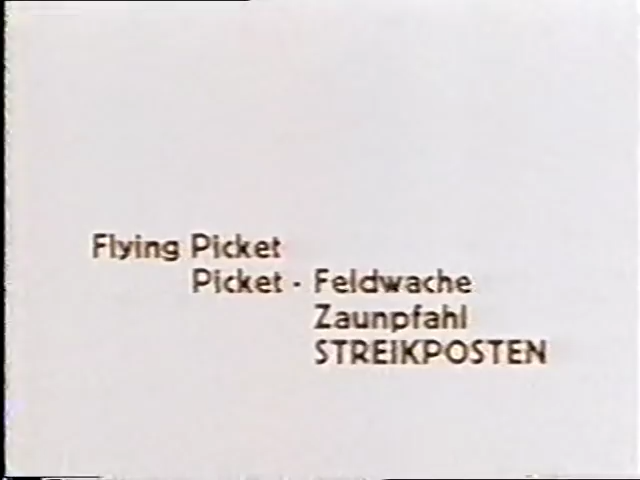 Flying Picket
Picket - Feldwache
Zaunpfahl
STREIKPOSTEN